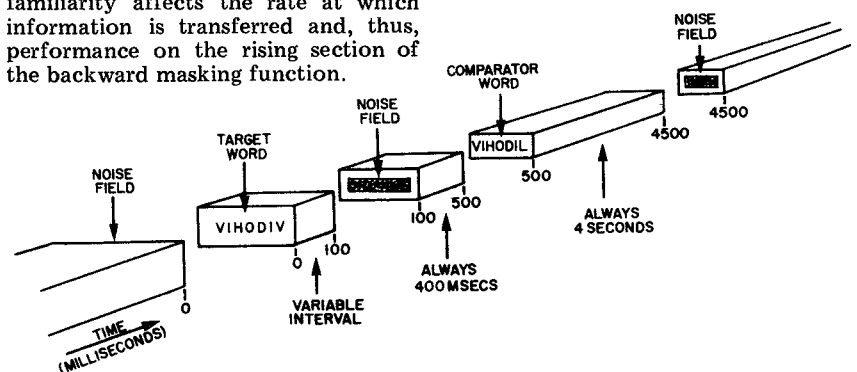 familiarity affects the rate at which
information is transferred and, thus,
performance on the rising section of
the backward masking function.
NOISE
FIELD
TARGET
WORD
NOISE
FIELD
COMPARATOR
WORD
NOISE
FIELD
VIHODIV
VIHODIL
0
0
100
100
500
500
4500
4500
VARIABLE
INTERVAL
ALWAYS
400 MSECS
ALWAYS
4 SECONDS
TIME
(MILLISECONDS)